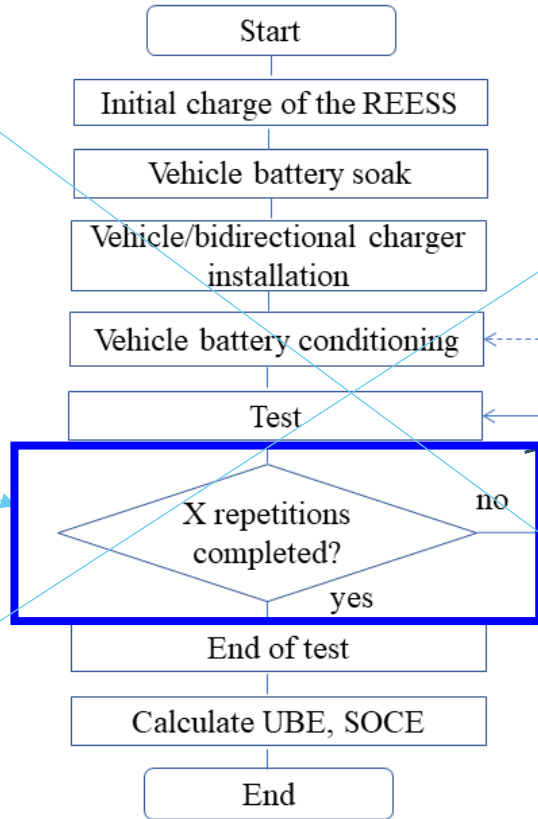 Start
Initial charge of the REESS
Vehicle battery soak
Vehicle/bidirectional charger
installation
Vehicle battery conditioning
Test
no
X repetitions
completed?
yes
End of test
Calculate UBE, SOCE
End